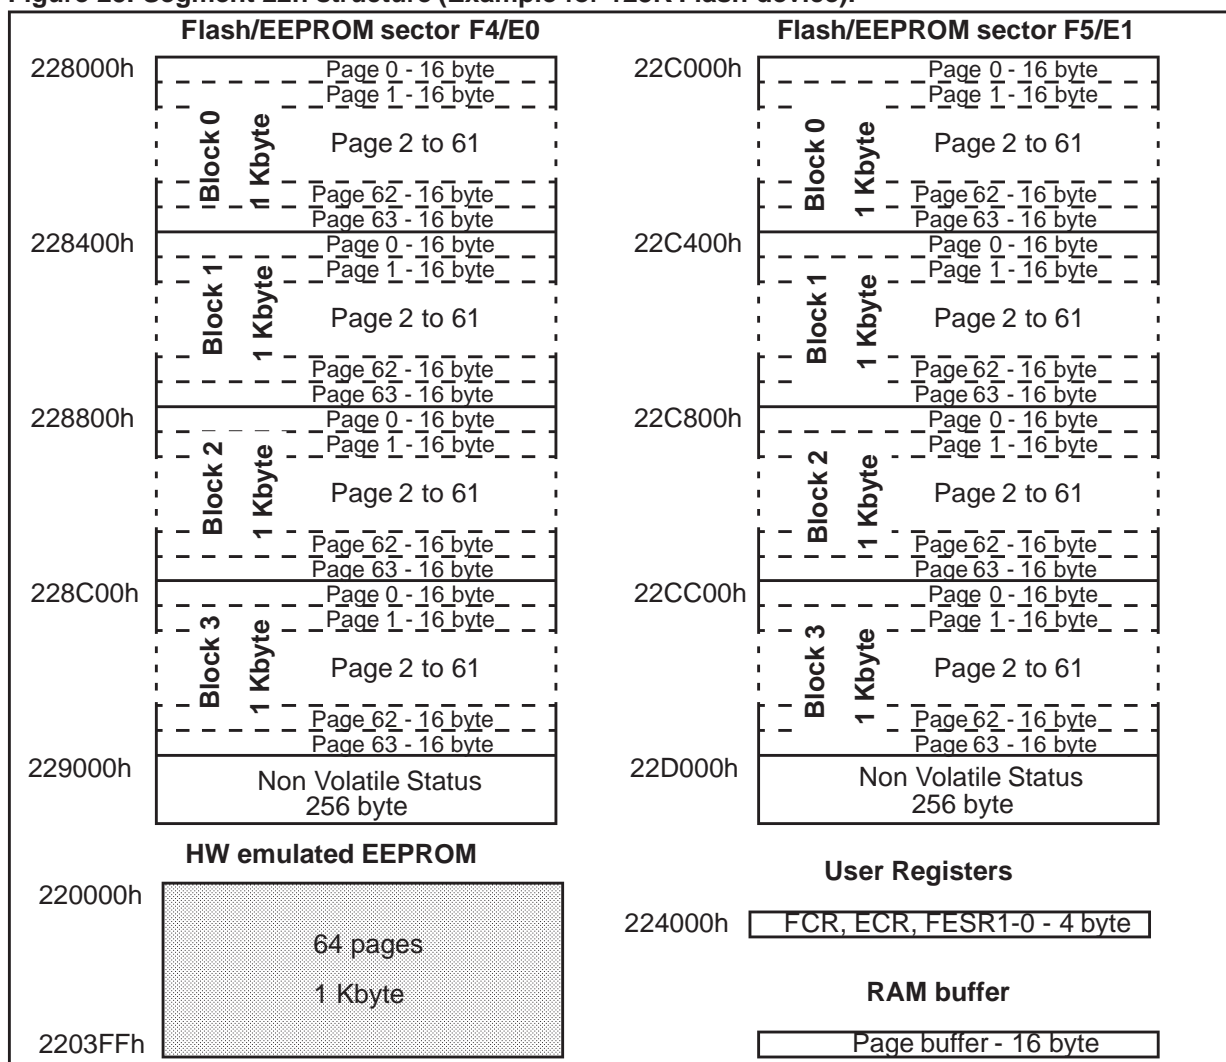 Figure 23. Segment 22h structure (Example for 128K Flash device).
Flash/EEPROM sector F4/E0
228000h
Page 0 - 16 byte
Page 1 - 16 byte
Block 0
1 Kbyte
Page 2 to 61
Page 62 - 16 byte
Page 63 - 16 byte
228400h
Page 0 - 16 byte
Page 1 - 16 byte
Block 1
1 Kbyte
Page 2 to 61
Page 62 - 16 byte
Page 63 - 16 byte
228800h
Page 0 - 16 byte
Page 1 - 16 byte
Block 2
1 Kbyte
Page 2 to 61
Page 62 - 16 byte
Page 63 - 16 byte
228C00h
Page 0 - 16 byte
Page 1 - 16 byte
Block 3
1 Kbyte
Page 2 to 61
Page 62 - 16 byte
Page 63 - 16 byte
229000h
Non Volatile Status
256 byte
Flash/EEPROM sector F5/E1
22C000h
Page 0 - 16 byte
Page 1 - 16 byte
Block 0
1 Kbyte
Page 2 to 61
Page 62 - 16 byte
Page 63 - 16 byte
22C400h
Page 0 - 16 byte
Page 1 - 16 byte
Block 1
1 Kbyte
Page 2 to 61
Page 62 - 16 byte
Page 63 - 16 byte
22C800h
Page 0 - 16 byte
Page 1 - 16 byte
Block 2
1 Kbyte
Page 2 to 61
Page 62 - 16 byte
Page 63 - 16 byte
22CC00h
Page 0 - 16 byte
Page 1 - 16 byte
Block 3
1 Kbyte
Page 2 to 61
Page 62 - 16 byte
Page 63 - 16 byte
22D000h
Non Volatile Status
256 byte
HW emulated EEPROM
220000h
64 pages
1 Kbyte
2203FFh
User Registers
224000h
FCR, ECR, FESR1-0 - 4 byte
RAM buffer
Page buffer - 16 byte